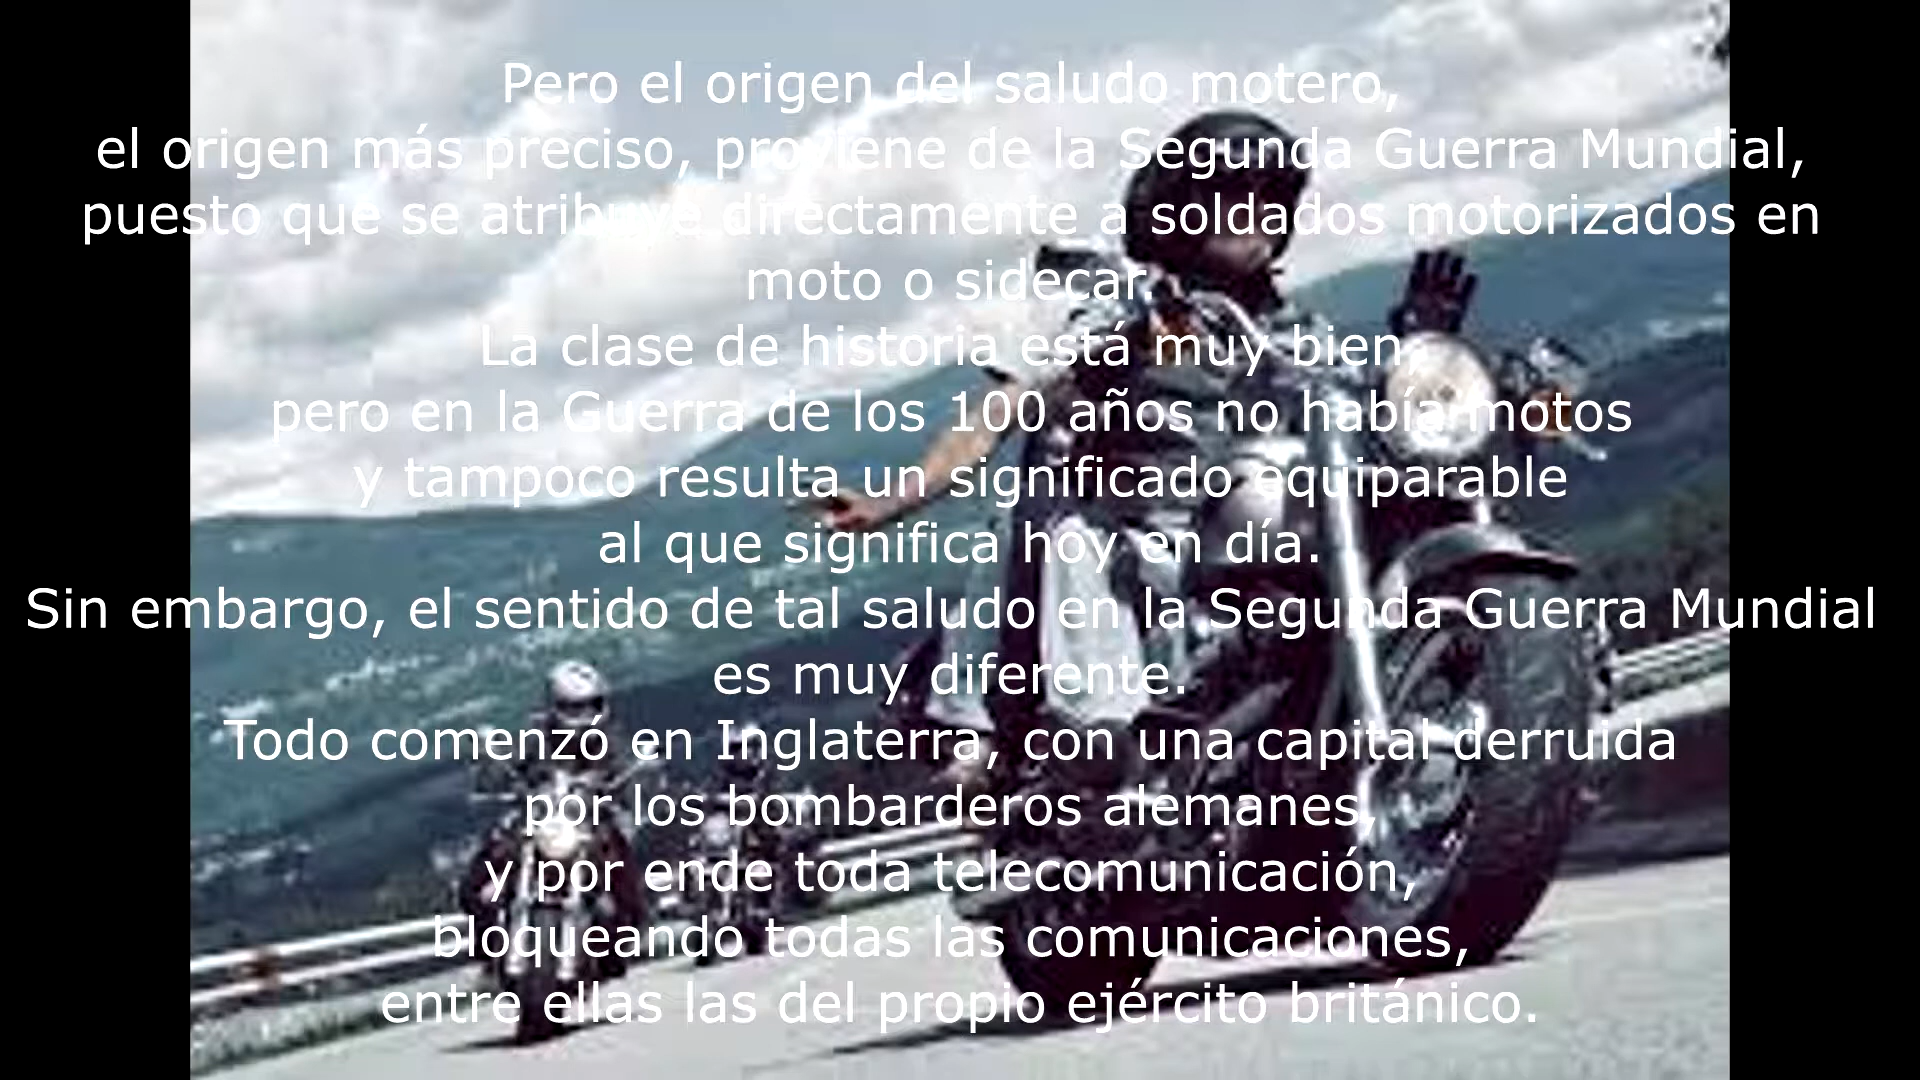 Pero el origen del saludo motero,
el origen más preciso, proviene de la Segunda Guerra Mundial,
puesto que se atribuye directamente a soldados motorizados en
moto o sidecar.
La clase de historia está muy bien,
pero en la Guerra de los 100 años no había motos
y tampoco resulta un significado equiparable
al que significa hoy en día.
Sin embargo, el sentido de tal saludo en la Segunda Guerra Mundial
es muy diferente.
Todo comenzó en Inglaterra, con una capital derruida
por los bombarderos alemanes,
y por ende toda telecomunicación,
bloqueando todas las comunicaciones,
entre ellas las del propio ejército británico.